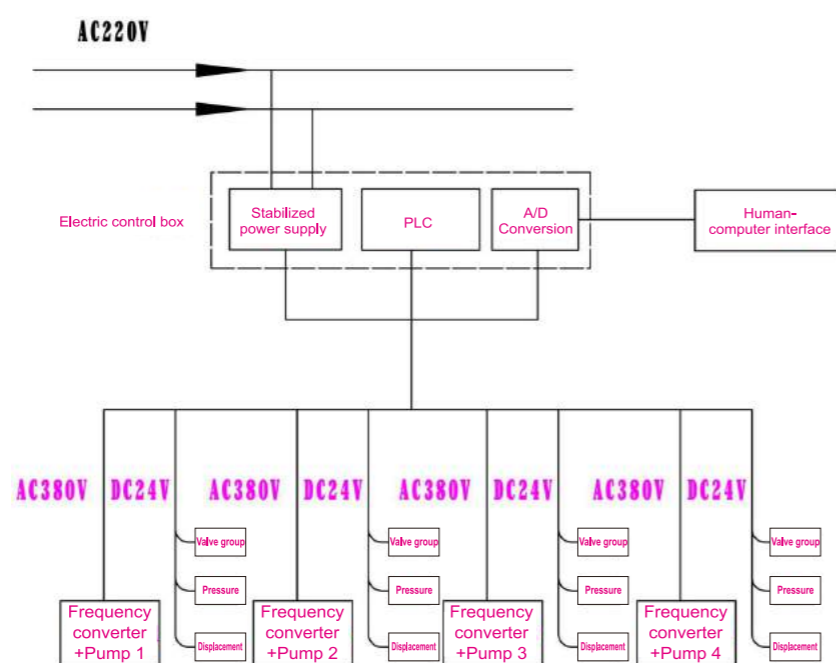 AC220V
Electric control box
Stabilized
power supply
PLC
A/D
Conversion
Human-
computer interface
AC380V
DC24V
AC380V
DC24V
AC380V
DC24V
AC380V
DC24V
Valve group
Valve group
Valve group
Valve group
Pressure
Pressure
Pressure
Pressure
Frequency
converter
+Pump 1
Displacement
Frequency
converter
+Pump 2
Displacement
Frequency
converter
+Pump 3
Displacement
Frequency
converter
+Pump 4
Displacement